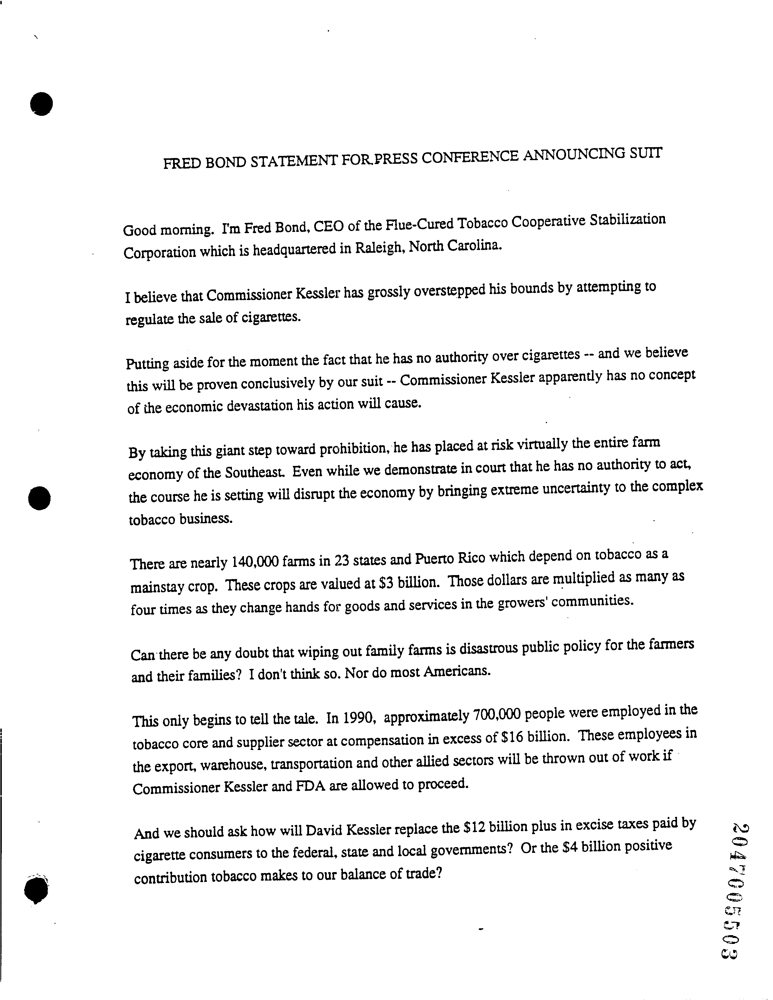 FRED BOND STATEMENT FOR PRESS CONFERENCE ANNOUNCING SUIT
Good morning. I'm Fred Bond, CEO of the Flue-Cured Tobacco Cooperative Stabilization
Corporation which is headquartered in Raleigh, North Carolina.
I believe that Commissioner Kessler has grossly overstepped his bounds by attempting to
regulate the sale of cigarettes.
Putting aside for the moment the fact that he has no authority over cigarettes -- and we believe
this will be proven conclusively by our suit -- Commissioner Kessler apparently has no concept
of the economic devastation his action will cause.
By taking this giant step toward prohibition, he has placed at risk virtually the entire farm
economy of the Southeast. Even while we demonstrate in court that he has no authority to act,
the course he is setting will disrupt the economy by bringing extreme uncertainty to the complex
tobacco business.
There are nearly 140,000 farms in 23 states and Puerto Rico which depend on tobacco as a
mainstay crop. These crops are valued at $3 billion. Those dollars are multiplied as many as
four times as they change hands for goods and services in the growers' communities.
Can there be any doubt that wiping out family farms is disastrous public policy for the farmers
and their families? I don't think so. Nor do most Americans.
This only begins to tell the tale. In 1990, approximately 700,000 people were employed in the
tobacco core and supplier sector at compensation in excess of $16 billion. These employees in
the export, warehouse, transportation and other allied sectors will be thrown out of work if
Commissioner Kessler and FDA are allowed to proceed.
And we should ask how will David Kessler replace the $12 billion plus in excise taxes paid by
cigarette consumers to the federal, state and local governments? Or the $4 billion positive
contribution tobacco makes to our balance of trade?
2047005503